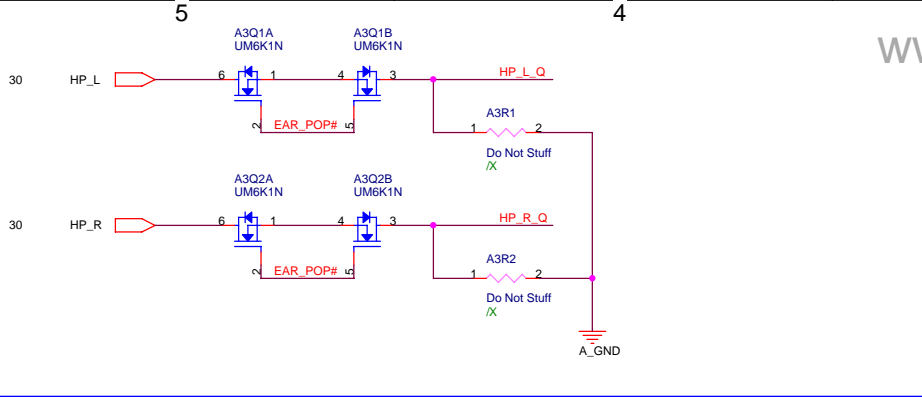 5 4
A3Q1A A3Q1B
UM6K1N UM6K1N
30 HP_L 6 1 4 3 HP_L_Q
2 EAR_POP# 5
A3R1
1 2
Do Not Stuff
/X
A3Q2A A3Q2B
UM6K1N UM6K1N
30 HP_R 6 1 4 3 HP_R_Q
2 EAR_POP# 5
A3R2
1 2
Do Not Stuff
/X
A_GND